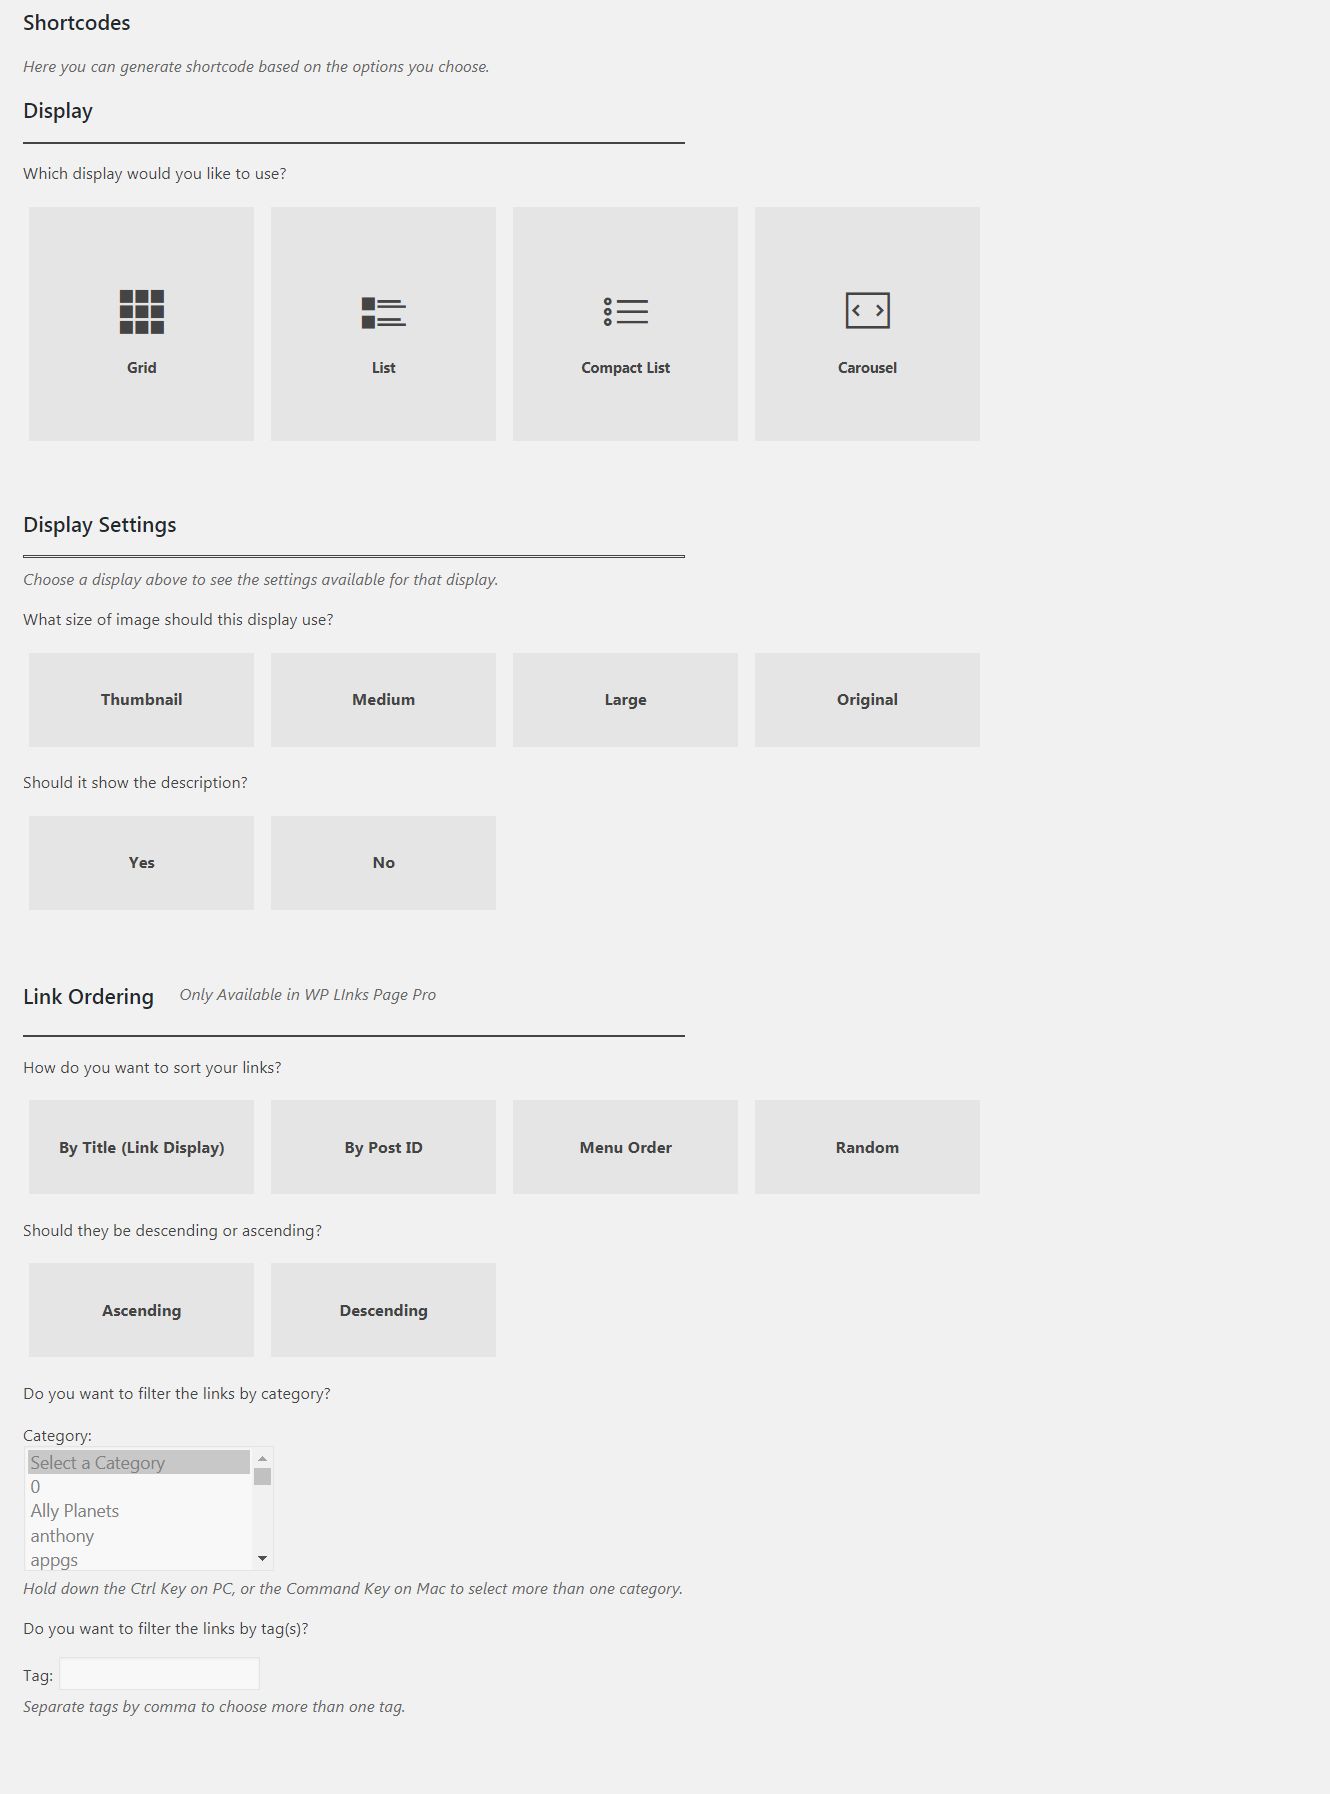 Shortcodes
Here you can generate shortcode based on the options you choose.
Display
Which display would you like to use?
Grid
List
Compact List
Carousel
Display Settings
Choose a display above to see the settings available for that display.
What size of image should this display use?
Thumbnail
Medium
Large
Original
Should it show the description?
Yes
No
Link Ordering
Only Available in WP LInks Page Pro
How do you want to sort your links?
By Title (Link Display)
By Post ID
Menu Order
Random
Should they be descending or ascending?
Ascending
Descending
Do you want to filter the links by category?
Category:
Select a Category
0
Ally Planets
anthony
appgs
Hold down the Ctrl Key on PC, or the Command Key on Mac to select more than one category.
Do you want to filter the links by tag(s)?
Tag:
Separate tags by comma to choose more than one tag.